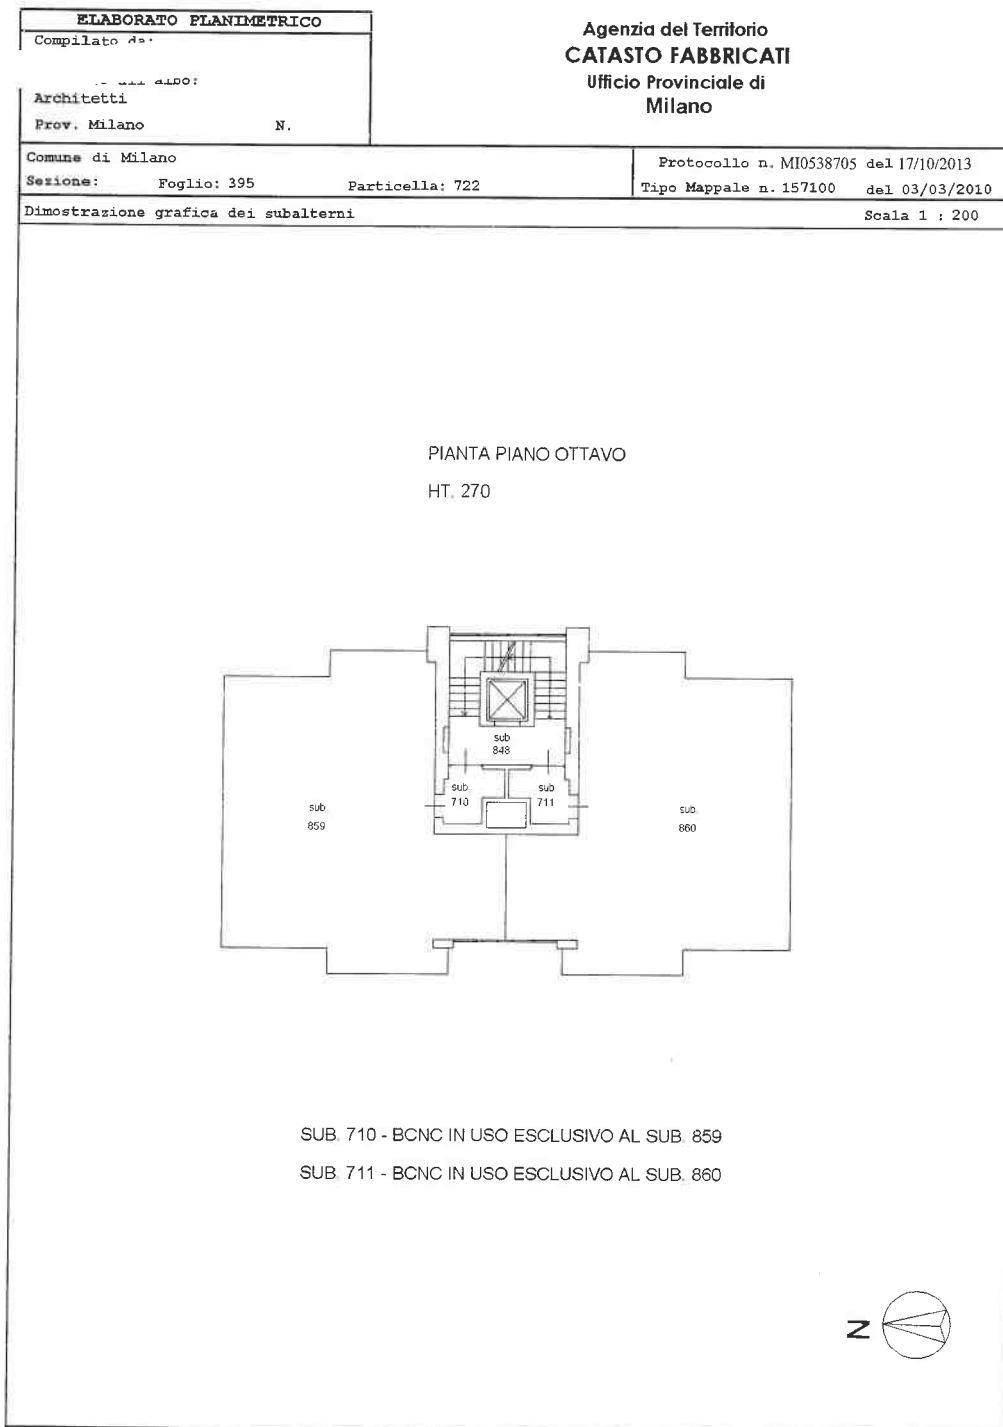 ELABORATO PLANIMETRICO
Compilato da:
albo:
Architetti
Prov. Milano N.
Agenzia del Territorio
CATASTO FABBRICATI
Ufficio Provinciale di
Milano
Comune di Milano
Sezione: Foglio: 395 Particella: 722
Protocollo n. MI0538705 del 17/10/2013
Tipo Mappale n. 157100 del 03/03/2010
Dimostrazione grafica dei subalterni Scala 1 : 200
PIANTA PIANO OTTAVO
HT. 270
sub
848
sub
710
sub
711
sub
859
sub.
860
SUB. 710 - BCNC IN USO ESCLUSIVO AL SUB. 859
SUB. 711 - BCNC IN USO ESCLUSIVO AL SUB. 860
N